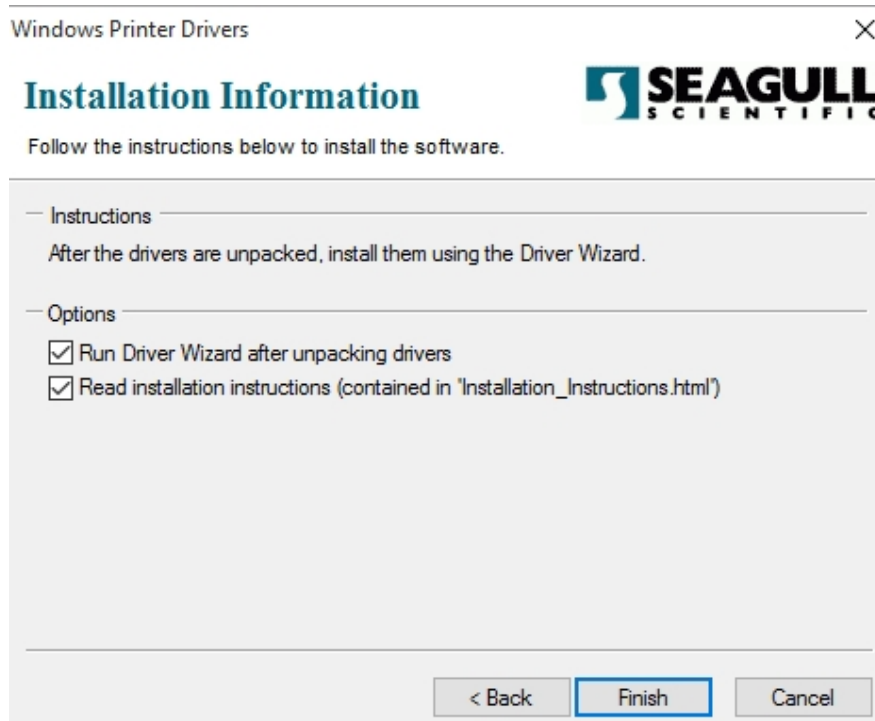 Windows Printer Drivers
Installation Information
SEAGULL
SCIENTIFIC
Follow the instructions below to install the software.
Instructions
After the drivers are unpacked, install them using the Driver Wizard.
Options
Run Driver Wizard after unpacking drivers
Read installation instructions (contained in 'Installation_Instructions.html')
< Back
Finish
Cancel